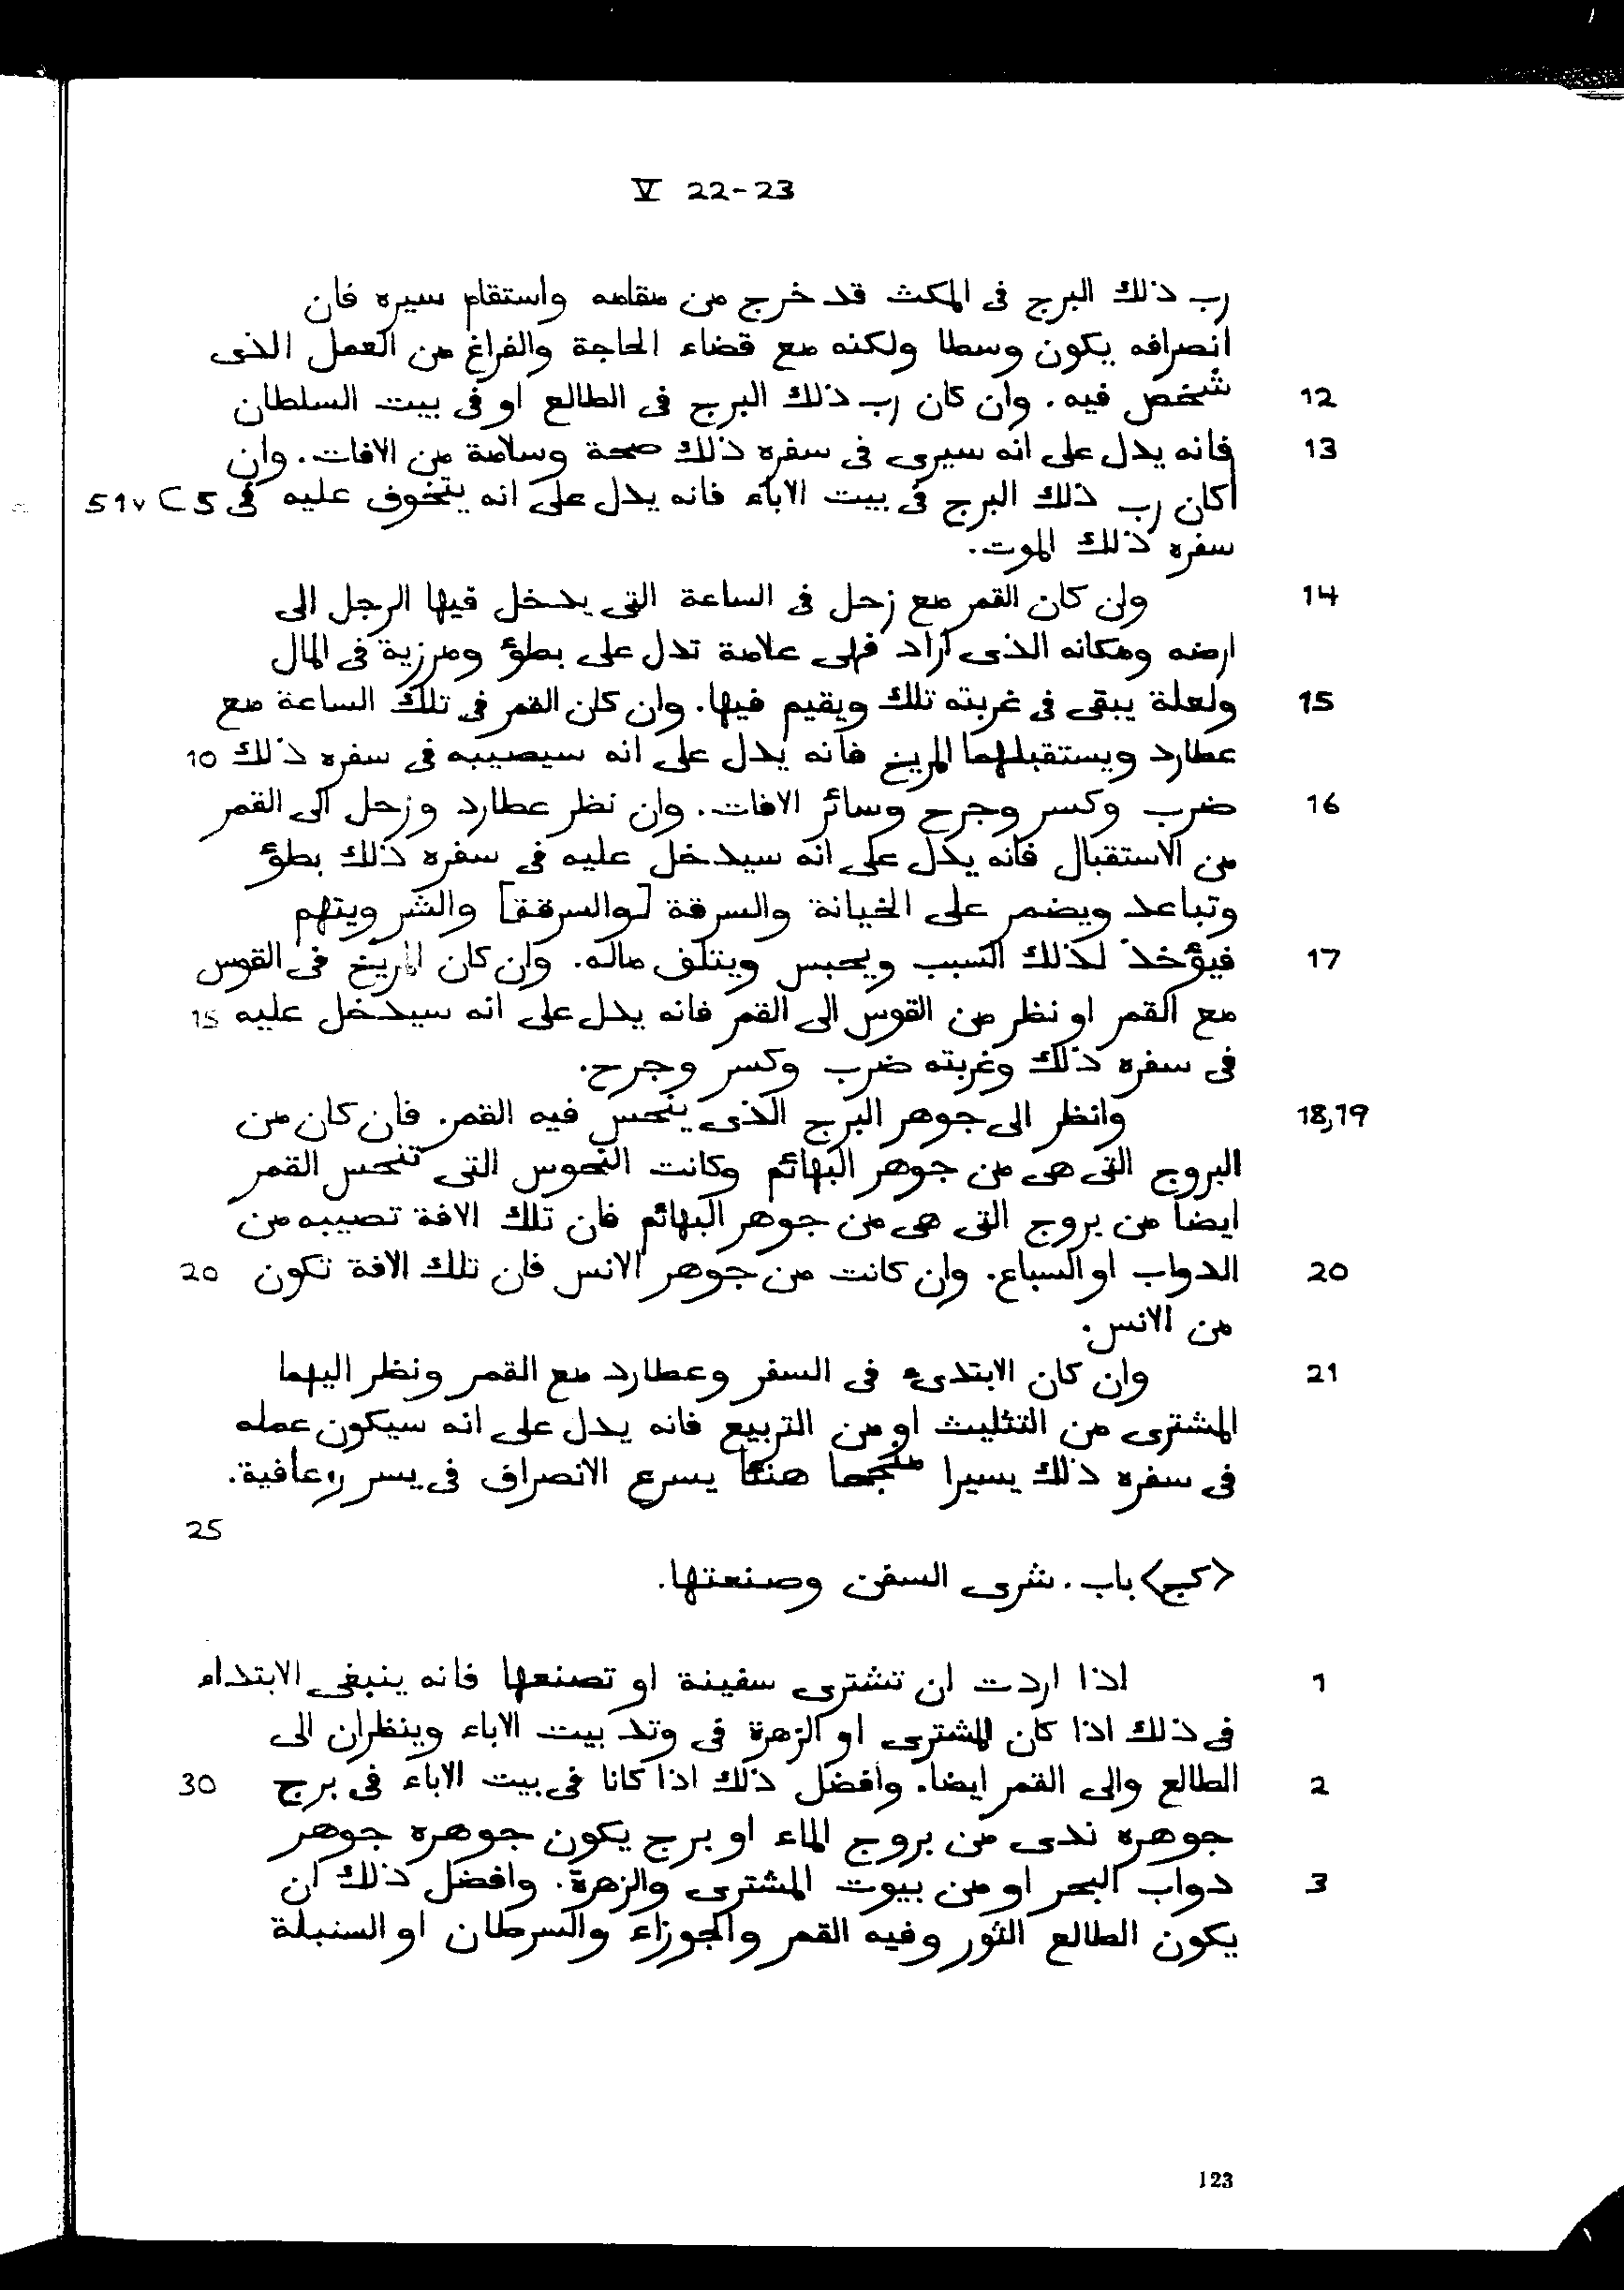 V 22-23
رب ذلك البرج فى المكث قد خرج من مقامه واستقام سيره فان
انصرافه يكون وسطا ولكنه مع قضاء الحاجة والفراغ من العمل الذى
12 شخص فيه. وان كان رب ذلك البرج فى الطالع او فى بيت السلطان
13 فانه يدل على انه سيرى فى سفره ذلك صحة وسلامة من الافات. وان
اكان رب ذلك البرج فى بيت الاباء فانه يدل على انه يتخوف عليه فى 5 51v C
سفره ذلك الموت.
14 وان كان القمر مع زحل فى الساعة التى يدخل فيها الرجل الى
ارضه ومكانه الذى اراد فهى علامة تدل على بطؤ ومرزية فى المال
15 ولعلة يبقى فى غربته تلك ويقيم فيها. وان كان القمر فى تلك الساعة مع
عطارد ويستقبلهما المريخ فانه يدل على انه سيصيبه فى سفره ذلك 10
16 ضرب وكسر وجرح وسائر الافات. وان نظر عطارد وزحل الى القمر
من الاستقبال فانه يدل على انه سيدخل عليه فى سفره ذلك بطؤ
وتباعد ويضمر على الخيانة والسرقة [والسرقة] والشر ويتهم
17 فيؤخذ لذلك السبب ويحبس ويتلف ماله. وان كان المريخ فى القوس
مع القمر او نظر من القوس الى القمر فانه يدل على انه سيدخل عليه 15
فى سفره ذلك وغربته ضرب وكسر وجرح.
18,19 وانظر الى جوهر البرج الذى ينحس فيه القمر. فان كان من
البروج التى هى من جوهر البهائم وكانت النحوس التى تنحس القمر
ايضا من بروج التى هى من جوهر البهائم فان تلك الافة تصيبه من
20 الدواب او السباع. وان كانت من جوهر الانس فان تلك الافة تكون 20
من الانس.
21 وان كان الابتدىء فى السفر وعطارد مع القمر ونظر اليهما
المشترى من التثليث او من التربيع فانه يدل على انه سيكون عمله
فى سفره ذلك يسيرا منجحا هنئا يسرع الانصراف فى يسر وعافية.
25
<كج> باب. شرى السفن وصنعتها.
1 اذا اردت ان تشترى سفينة او تصنعها فانه ينبغى الابتداء
فى ذلك اذا كان المشترى او الزهرة فى وتد بيت الاباء وينظران الى
2 الطالع والى القمر ايضا. وافضل ذلك اذا كانا فى بيت الاباء فى برج 30
جوهره ندى من بروج الماء او برج يكون جوهره جوهر
3 دواب البحر او من بيوت المشترى والزهرة. وافضل ذلك ان
يكون الطالع الثور وفيه القمر والجوزاء والسرطان او السنبلة
123